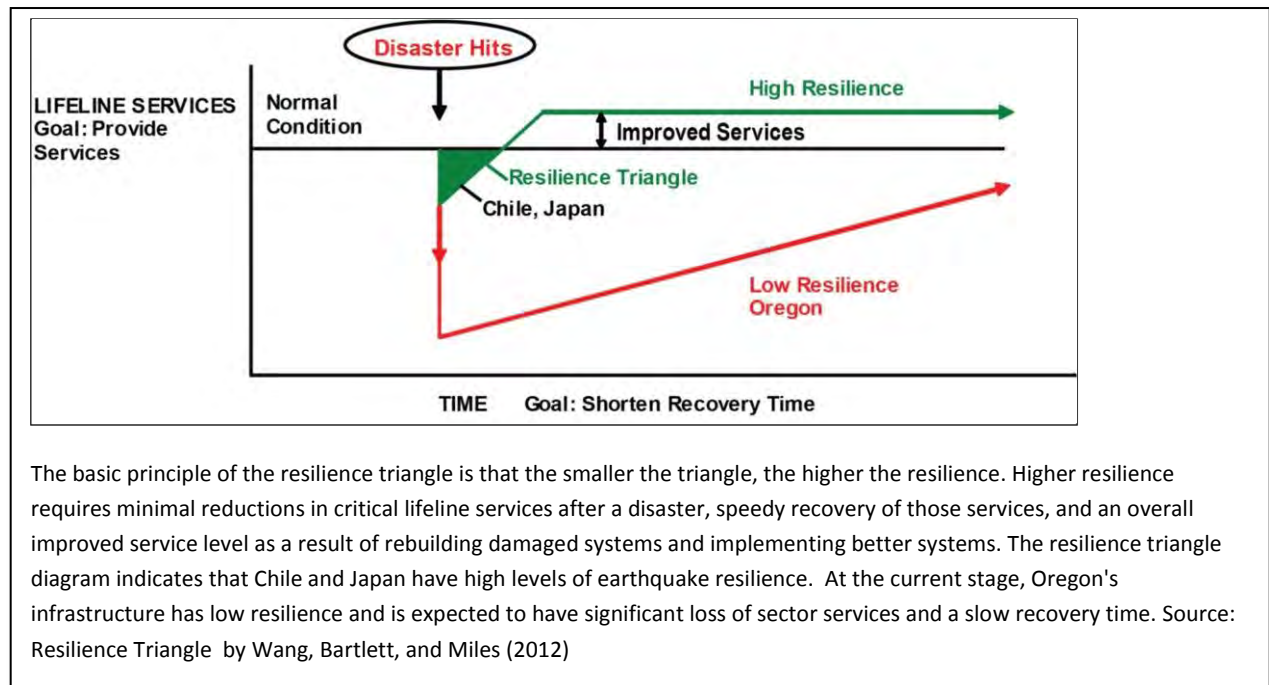 Disaster Hits
LIFELINE SERVICES
Goal: Provide
Services
Normal
Condition
High Resilience
Improved Services
Resilience Triangle
Chile, Japan
Low Resilience
Oregon
TIME Goal: Shorten Recovery Time
The basic principle of the resilience triangle is that the smaller the triangle, the higher the resilience. Higher resilience
requires minimal reductions in critical lifeline services after a disaster, speedy recovery of those services, and an overall
improved service level as a result of rebuilding damaged systems and implementing better systems. The resilience triangle
diagram indicates that Chile and Japan have high levels of earthquake resilience.  At the current stage, Oregon's
infrastructure has low resilience and is expected to have significant loss of sector services and a slow recovery time. Source:
Resilience Triangle  by Wang, Bartlett, and Miles (2012)